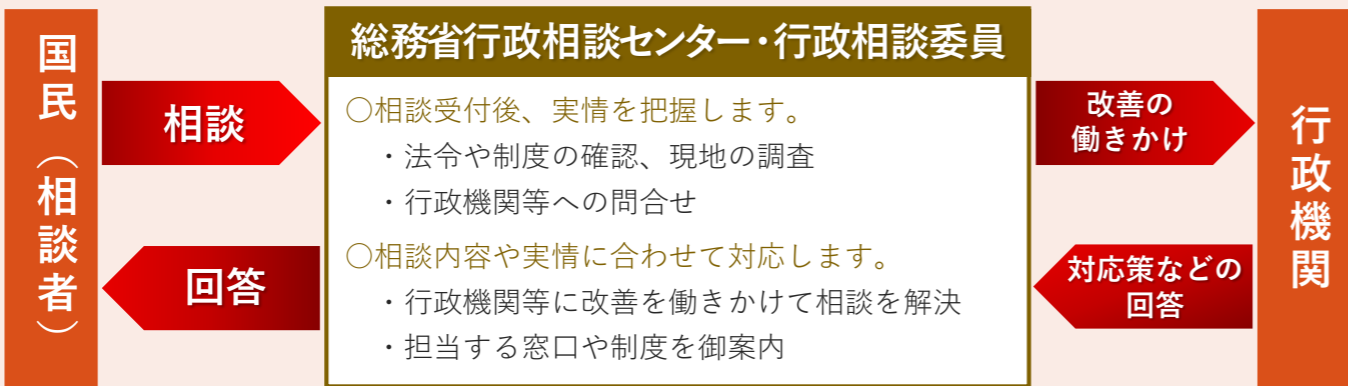 国民（相談者）
相談
回答
総務省行政相談センター・行政相談委員
○相談受付後、実情を把握します。
・法令や制度の確認、現地の調査
・行政機関等への問合せ
○相談内容や実情に合わせて対応します。
・行政機関等に改善を働きかけて相談を解決
・担当する窓口や制度を御案内
改善の
働きかけ
対応策などの
回答
行政機関